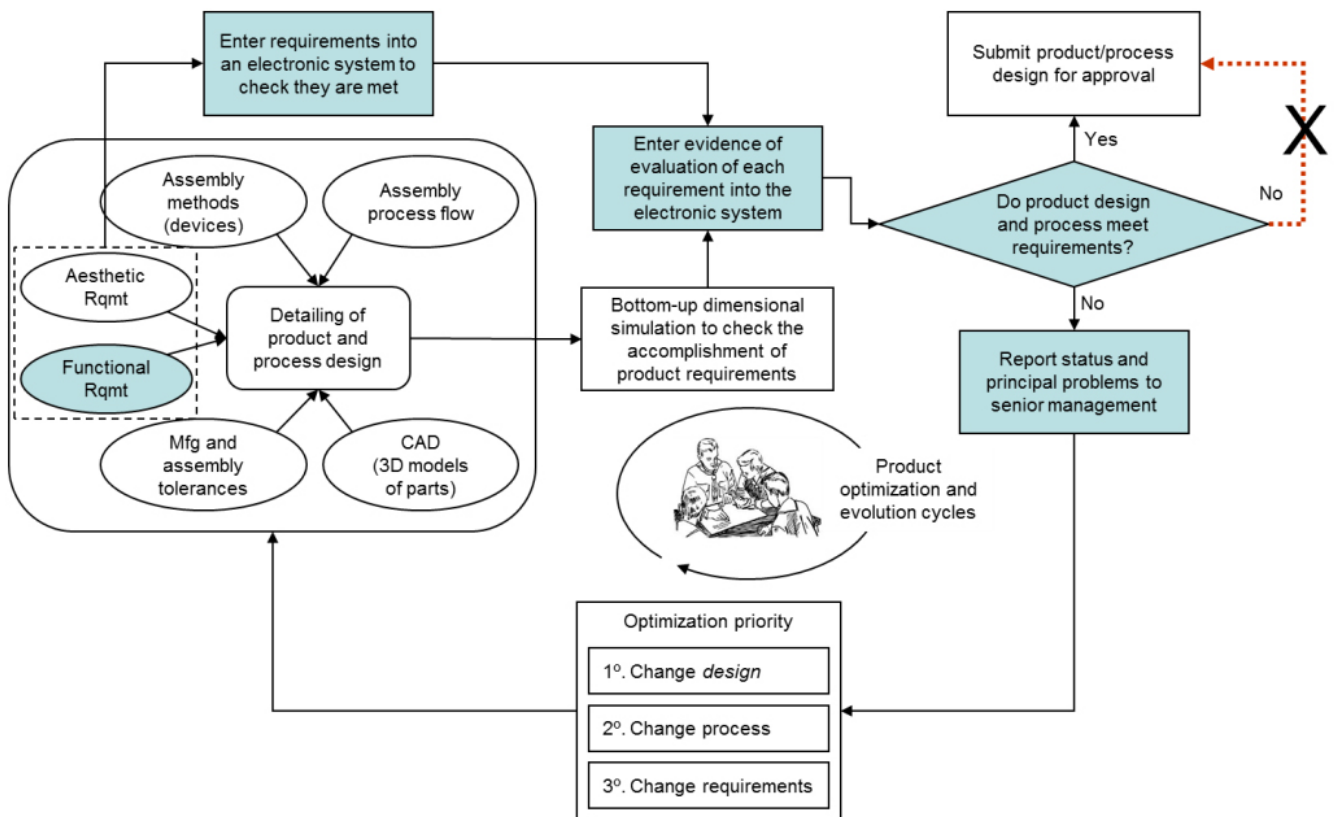 Enter requirements into
an electronic system to
check they are met
Submit product/process
design for approval
Yes
X
No
Enter evidence of
evaluation of each
requirement into the
electronic system
Do product design
and process meet
requirements?
No
Assembly
methods
(devices)
Assembly
process flow
Aesthetic
Rqmt
Functional
Rqmt
Detailing of
product and
process design
Mfg and
assembly
tolerances
CAD
(3D models
of parts)
Bottom-up dimensional
simulation to check the
accomplishment of
product requirements
Report status and
principal problems to
senior management
Product
optimization and
evolution cycles
Optimization priority
1º. Change design
2º. Change process
3º. Change requirements